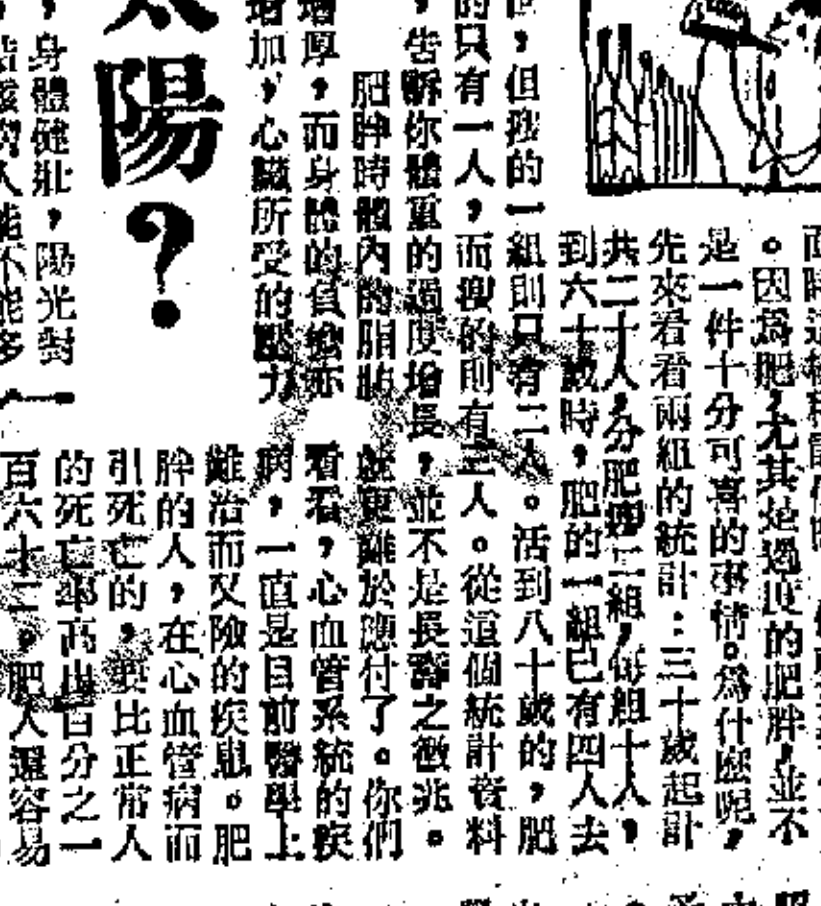 。因為肥，尤其是過度的肥胖，並不
是一件十分可喜的事情。為什麼呢，
先來看看兩組的統計：三十歲起計
共二十人，分肥瘦二組，每組十人，
到六十歲時，肥的一組已有四人去
世，但瘦的一組則只有二人。活到八十歲的，肥
的只有一人，而瘦的則有三人。從這個統計資料
，告訴你體重的過度增長，並不是長壽之徵兆。
肥胖時體內的脂肪
就更難於應付了。你們
增厚，而身體的負擔亦
看看，心血管系統的疾
增加，心臟所受的壓力
病，一直是目前醫學上
難治而又險的疾患。肥
胖的人，在心血管病而
引死亡的，要比正常人
的死亡率高出百分之一
百六十二。肥人還容易
太陽？
，身體健壯，陽光對
人能不能多